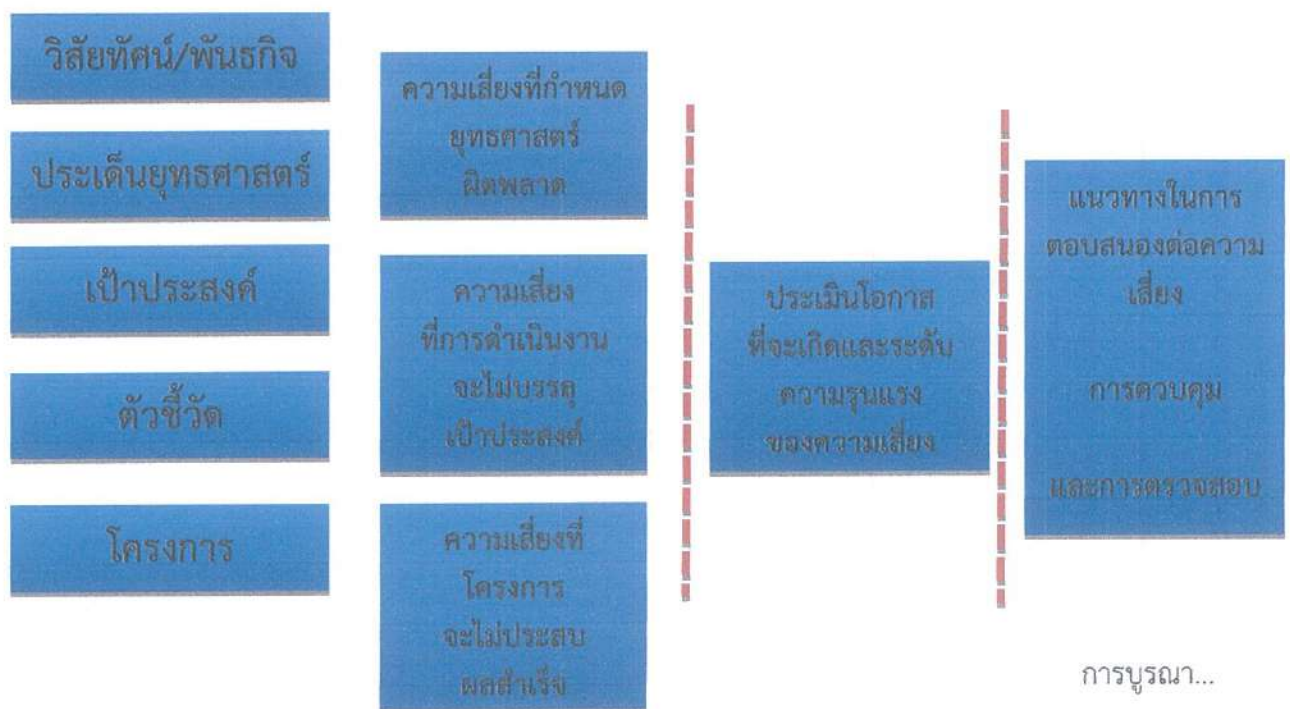 วิสัยทัศน์/พันธกิจ
ประเด็นยุทธศาสตร์
เป้าประสงค์
ตัวชี้วัด
โครงการ
ความเสี่ยงที่กำหนด
ยุทธศาสตร์
ผิดพลาด
ความเสี่ยง
ที่การดำเนินงาน
จะไม่บรรลุ
เป้าประสงค์
ความเสี่ยงที่
โครงการ
จะไม่ประสบ
ผลสำเร็จ
ประเมินโอกาส
ที่จะเกิดและระดับ
ความรุนแรง
ของความเสี่ยง
แนวทางในการ
ตอบสนองต่อความ
เสี่ยง
การควบคุม
และการตรวจสอบ
การบูรณา...